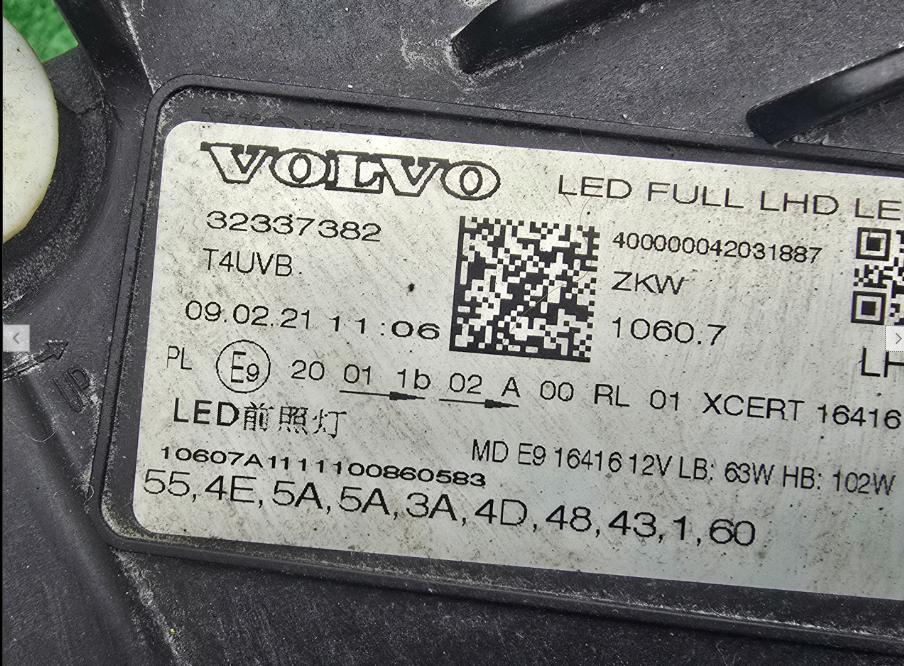 VOLVO
LED FULL LHD LE
32337382
400000042031887
T4UVB
ZKW
09.02.21 11:06
1060.7
LH
PL E9 20 01 1b 02 A 00 RL 01 XCERT 16416
LED前照灯
MD E9 16416 12V LB: 63W HB: 102W
10607A1111100860583
55,4E,5A,5A,3A,4D,48,43,1,60
UP